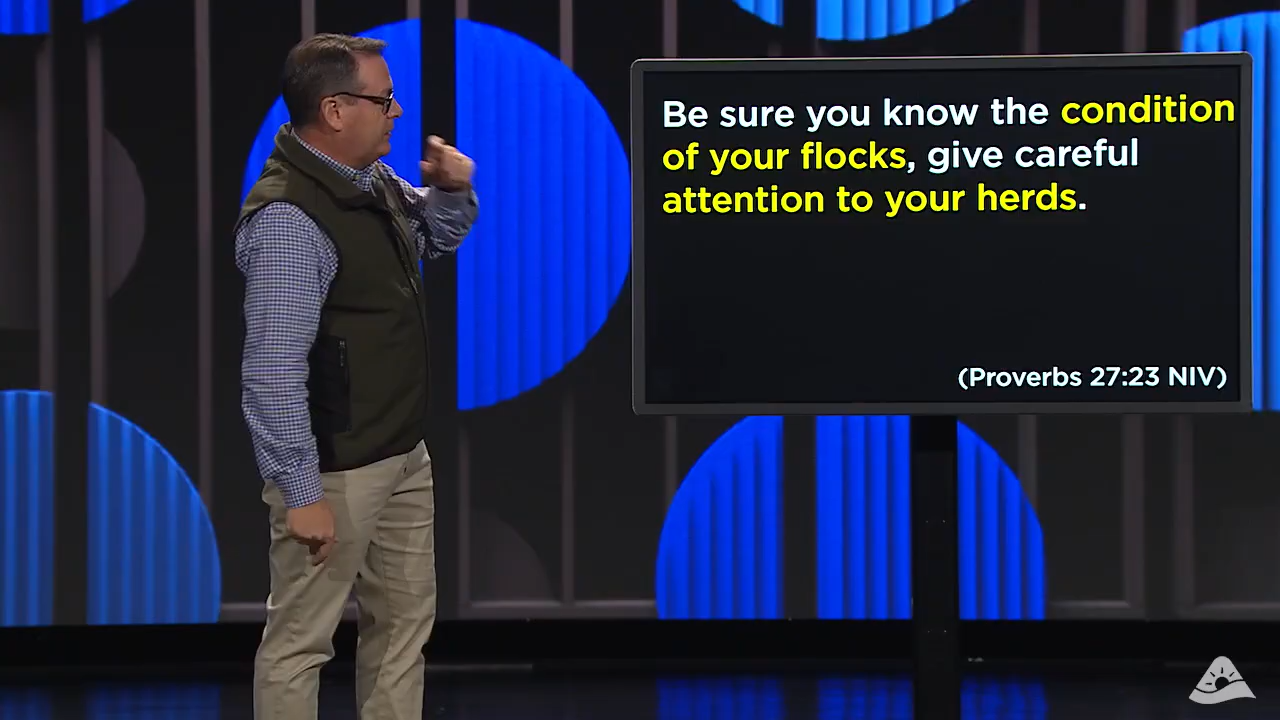 Be sure you know the condition
of your flocks, give careful
attention to your herds.
(Proverbs 27:23 NIV)